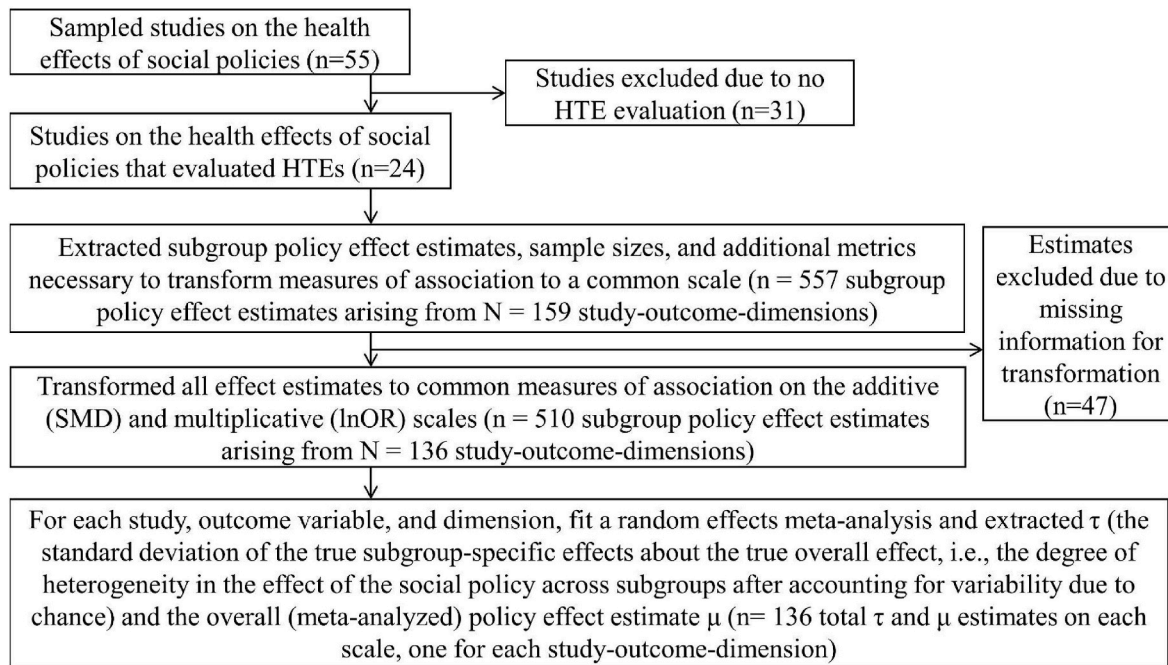 Sampled studies on the health
effects of social policies (n=55)
Studies excluded due to no
HTE evaluation (n=31)
Studies on the health effects of social
policies that evaluated HTEs (n=24)
Extracted subgroup policy effect estimates, sample sizes, and additional metrics
necessary to transform measures of association to a common scale (n = 557 subgroup
policy effect estimates arising from N = 159 study-outcome-dimensions)
Estimates
excluded due to
missing
information for
transformation
(n=47)
Transformed all effect estimates to common measures of association on the additive
(SMD) and multiplicative (lnOR) scales (n = 510 subgroup policy effect estimates
arising from N = 136 study-outcome-dimensions)
For each study, outcome variable, and dimension, fit a random effects meta-analysis and extracted τ (the
standard deviation of the true subgroup-specific effects about the true overall effect, i.e., the degree of
heterogeneity in the effect of the social policy across subgroups after accounting for variability due to
chance) and the overall (meta-analyzed) policy effect estimate μ (n= 136 total τ and μ estimates on each
scale, one for each study-outcome-dimension)